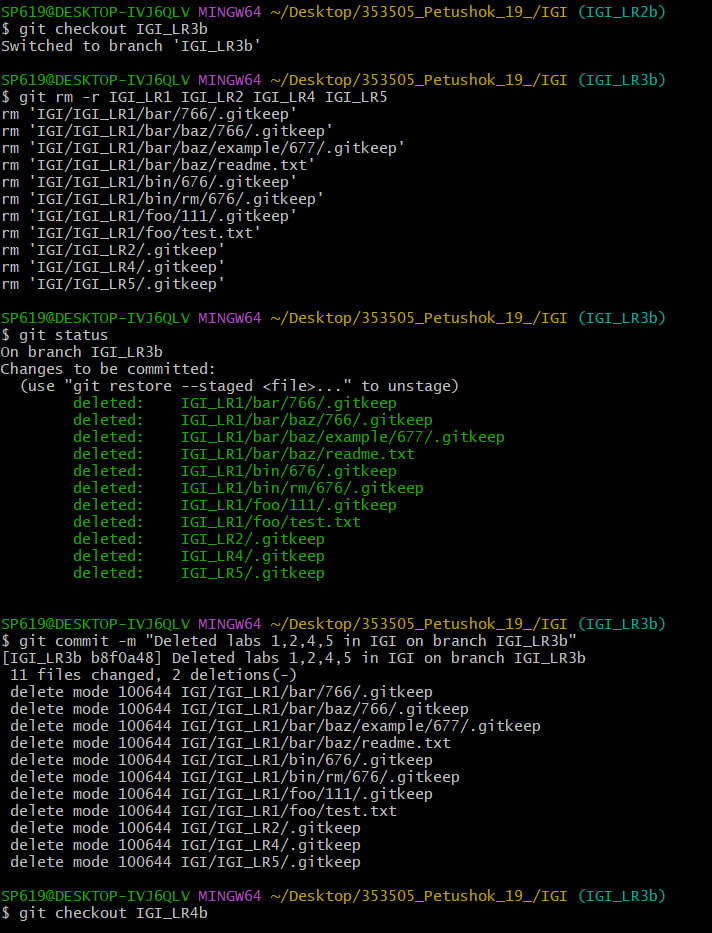 SP619@DESKTOP-IVJ6QLV MINGW64 ~/Desktop/353505_Petushok_19_/IGI (IGI_LR2b)
$ git checkout IGI_LR3b
Switched to branch 'IGI_LR3b'

SP619@DESKTOP-IVJ6QLV MINGW64 ~/Desktop/353505_Petushok_19_/IGI (IGI_LR3b)
$ git rm -r IGI_LR1 IGI_LR2 IGI_LR4 IGI_LR5
rm 'IGI/IGI_LR1/bar/766/.gitkeep'
rm 'IGI/IGI_LR1/bar/baz/766/.gitkeep'
rm 'IGI/IGI_LR1/bar/baz/example/677/.gitkeep'
rm 'IGI/IGI_LR1/bar/baz/readme.txt'
rm 'IGI/IGI_LR1/bin/676/.gitkeep'
rm 'IGI/IGI_LR1/bin/rm/676/.gitkeep'
rm 'IGI/IGI_LR1/foo/111/.gitkeep'
rm 'IGI/IGI_LR1/foo/test.txt'
rm 'IGI/IGI_LR2/.gitkeep'
rm 'IGI/IGI_LR4/.gitkeep'
rm 'IGI/IGI_LR5/.gitkeep'

SP619@DESKTOP-IVJ6QLV MINGW64 ~/Desktop/353505_Petushok_19_/IGI (IGI_LR3b)
$ git status
On branch IGI_LR3b
Changes to be committed:
  (use "git restore --staged <file>..." to unstage)
        deleted:    IGI_LR1/bar/766/.gitkeep
        deleted:    IGI_LR1/bar/baz/766/.gitkeep
        deleted:    IGI_LR1/bar/baz/example/677/.gitkeep
        deleted:    IGI_LR1/bar/baz/readme.txt
        deleted:    IGI_LR1/bin/676/.gitkeep
        deleted:    IGI_LR1/bin/rm/676/.gitkeep
        deleted:    IGI_LR1/foo/111/.gitkeep
        deleted:    IGI_LR1/foo/test.txt
        deleted:    IGI_LR2/.gitkeep
        deleted:    IGI_LR4/.gitkeep
        deleted:    IGI_LR5/.gitkeep

SP619@DESKTOP-IVJ6QLV MINGW64 ~/Desktop/353505_Petushok_19_/IGI (IGI_LR3b)
$ git commit -m "Deleted labs 1,2,4,5 in IGI on branch IGI_LR3b"
[IGI_LR3b b8f0a48] Deleted labs 1,2,4,5 in IGI on branch IGI_LR3b
 11 files changed, 2 deletions(-)
 delete mode 100644 IGI/IGI_LR1/bar/766/.gitkeep
 delete mode 100644 IGI/IGI_LR1/bar/baz/766/.gitkeep
 delete mode 100644 IGI/IGI_LR1/bar/baz/example/677/.gitkeep
 delete mode 100644 IGI/IGI_LR1/bar/baz/readme.txt
 delete mode 100644 IGI/IGI_LR1/bin/676/.gitkeep
 delete mode 100644 IGI/IGI_LR1/bin/rm/676/.gitkeep
 delete mode 100644 IGI/IGI_LR1/foo/111/.gitkeep
 delete mode 100644 IGI/IGI_LR1/foo/test.txt
 delete mode 100644 IGI/IGI_LR2/.gitkeep
 delete mode 100644 IGI/IGI_LR4/.gitkeep
 delete mode 100644 IGI/IGI_LR5/.gitkeep

SP619@DESKTOP-IVJ6QLV MINGW64 ~/Desktop/353505_Petushok_19_/IGI (IGI_LR3b)
$ git checkout IGI_LR4b